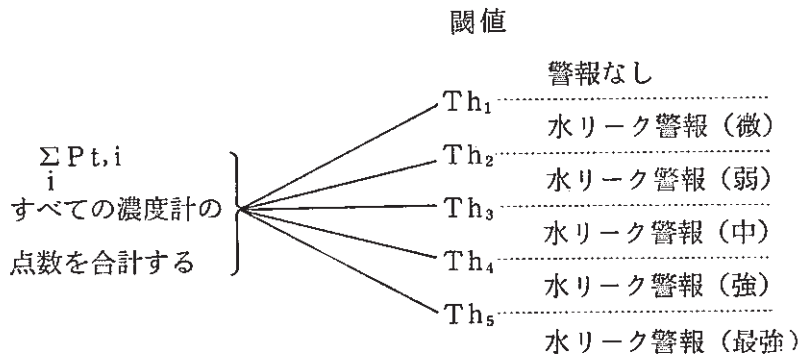 閾値
警報なし
Th₁
水リーク警報（微）
Th₂
水リーク警報（弱）
Th₃
水リーク警報（中）
Th₄
水リーク警報（強）
Th₅
水リーク警報（最強）
Σ Pt,i
i
すべての濃度計の
点数を合計する